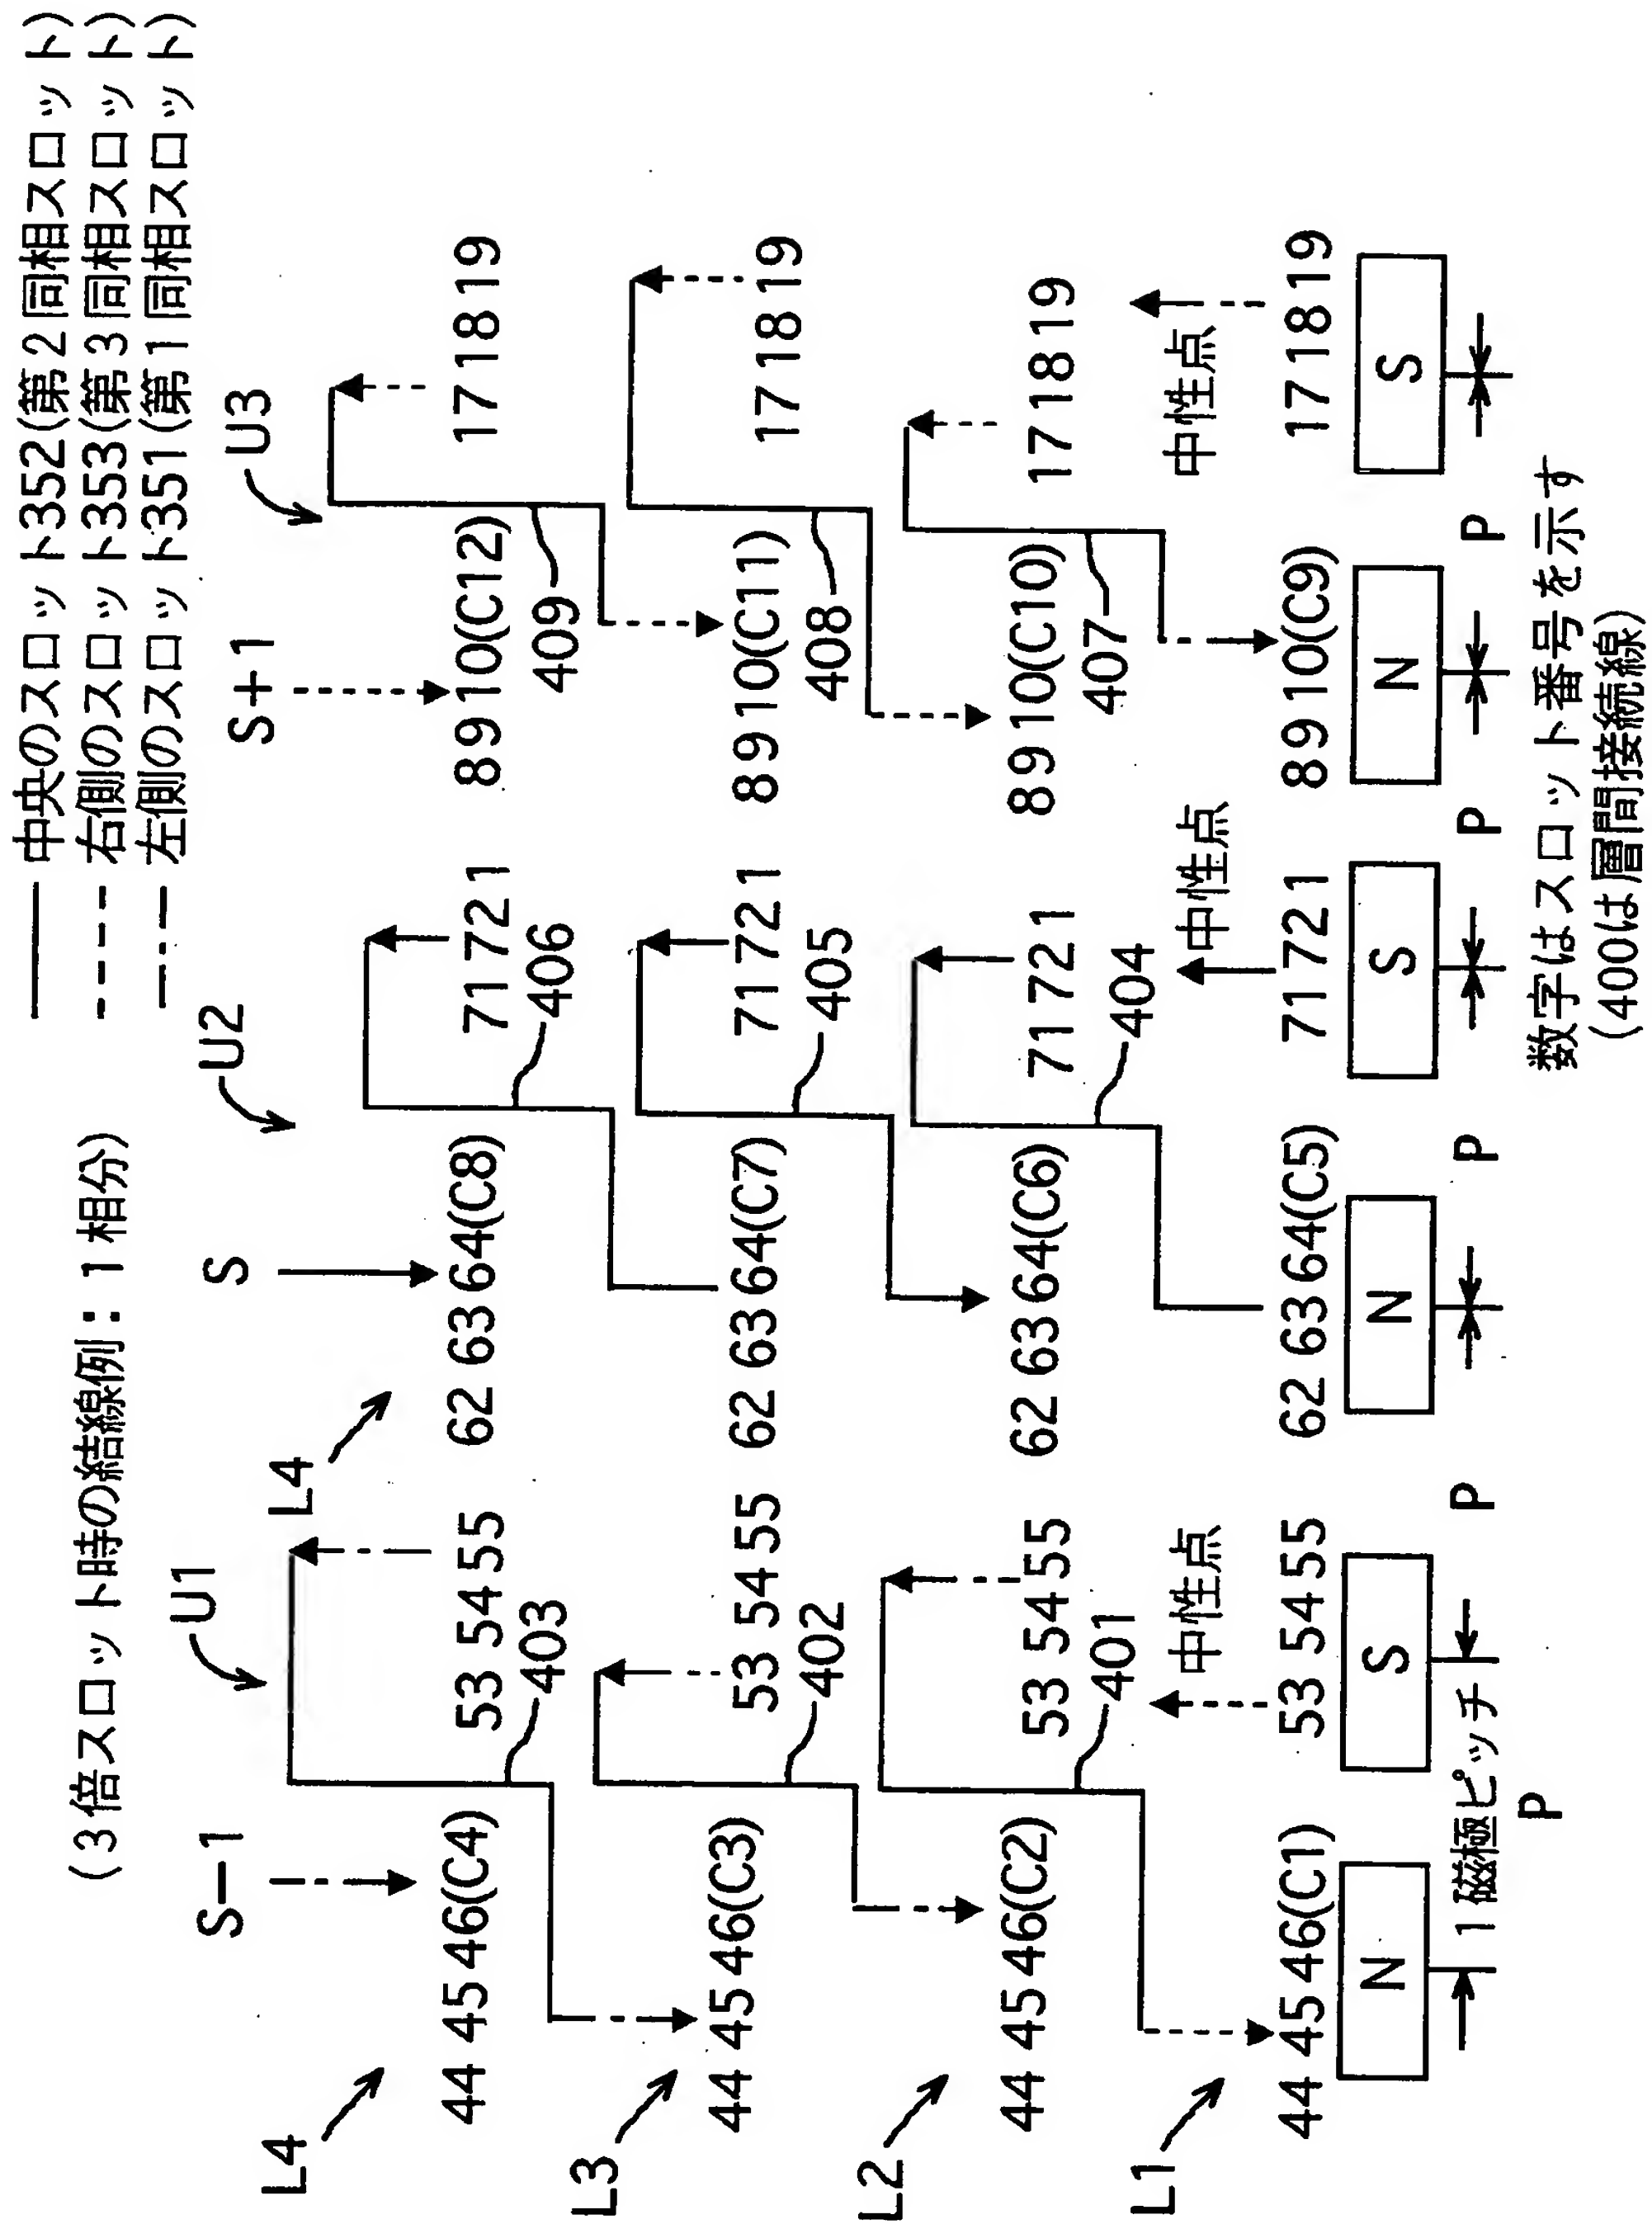 (3倍スロット時の結線例：1相分)
中央のスロット352(第2同相スロット)
右側のスロット353(第3同相スロット)
左側のスロット351(第1同相スロット)
U1
U2
U3
S−1
S
S+1
L4
L4
44 45 46(C4)
53 54 55
62 63 64(C8)
71 72 1
8 9 10(C12)
17 18 19
403
406
409
L3
44 45 46(C3)
53 54 55
62 63 64(C7)
71 72 1
8 9 10(C11)
17 18 19
402
405
408
L2
44 45 46(C2)
53 54 55
62 63 64(C6)
71 72 1
8 9 10(C10)
17 18 19
401
404
407
中性点
中性点
中性点
L1
44 45 46(C1)
53 54 55
62 63 64(C5)
71 72 1
8 9 10(C9)
17 18 19
N
S
N
S
N
S
1磁極ピッチ
P
P
P
P
P
数字はスロット番号を示す
(400は層間接続線)